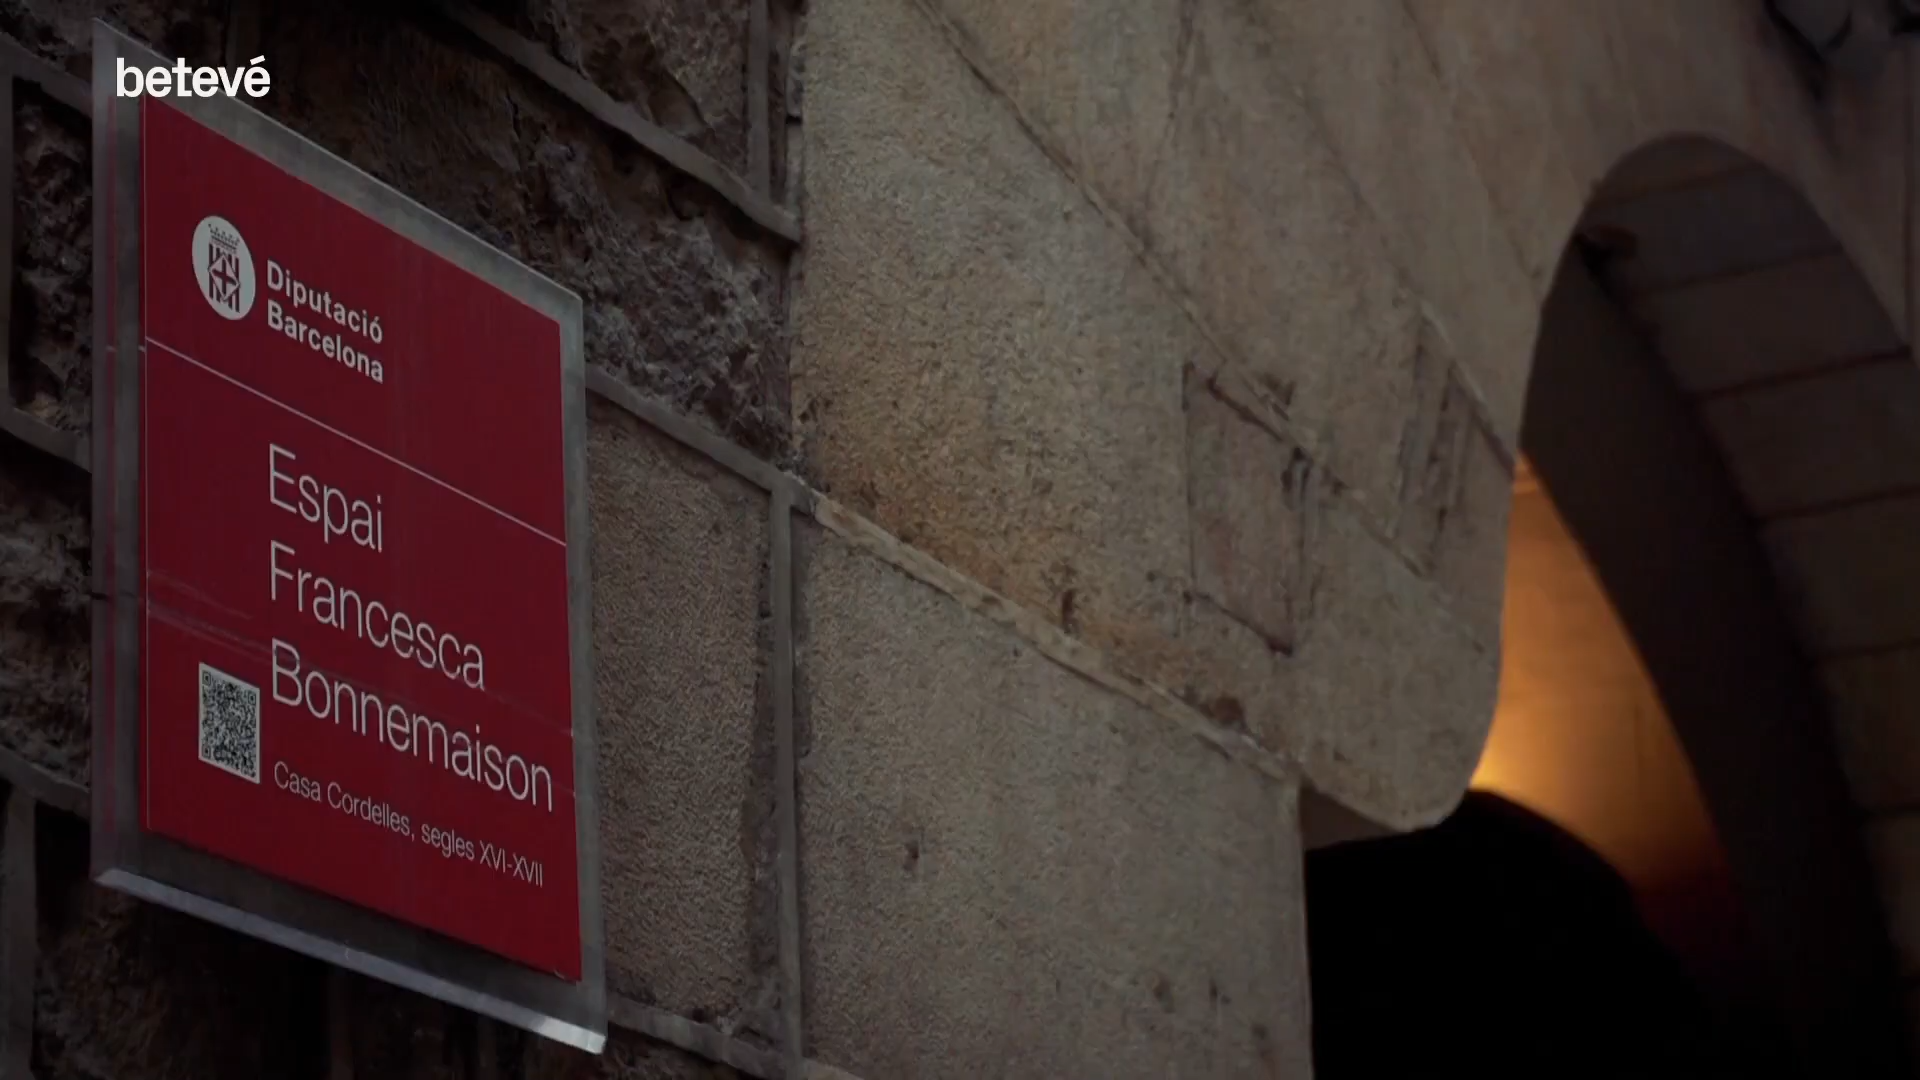 betevé
Diputació
Barcelona
Espai
Francesca
Bonnemaison
Casa Cordelles, segles XVI-XVII